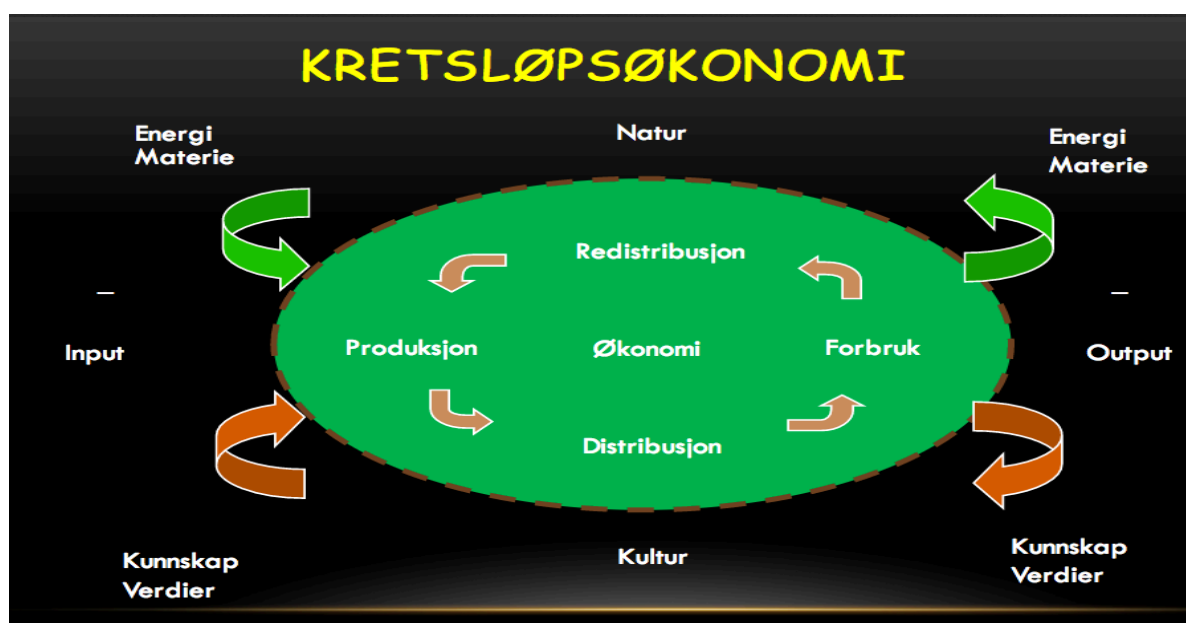 KRETSLØPSØKONOMI
Energi
Materie
Natur
Energi
Materie
Redistribusjon
–
–
Input
Produksjon
Økonomi
Forbruk
Output
Distribusjon
Kunnskap
Verdier
Kultur
Kunnskap
Verdier